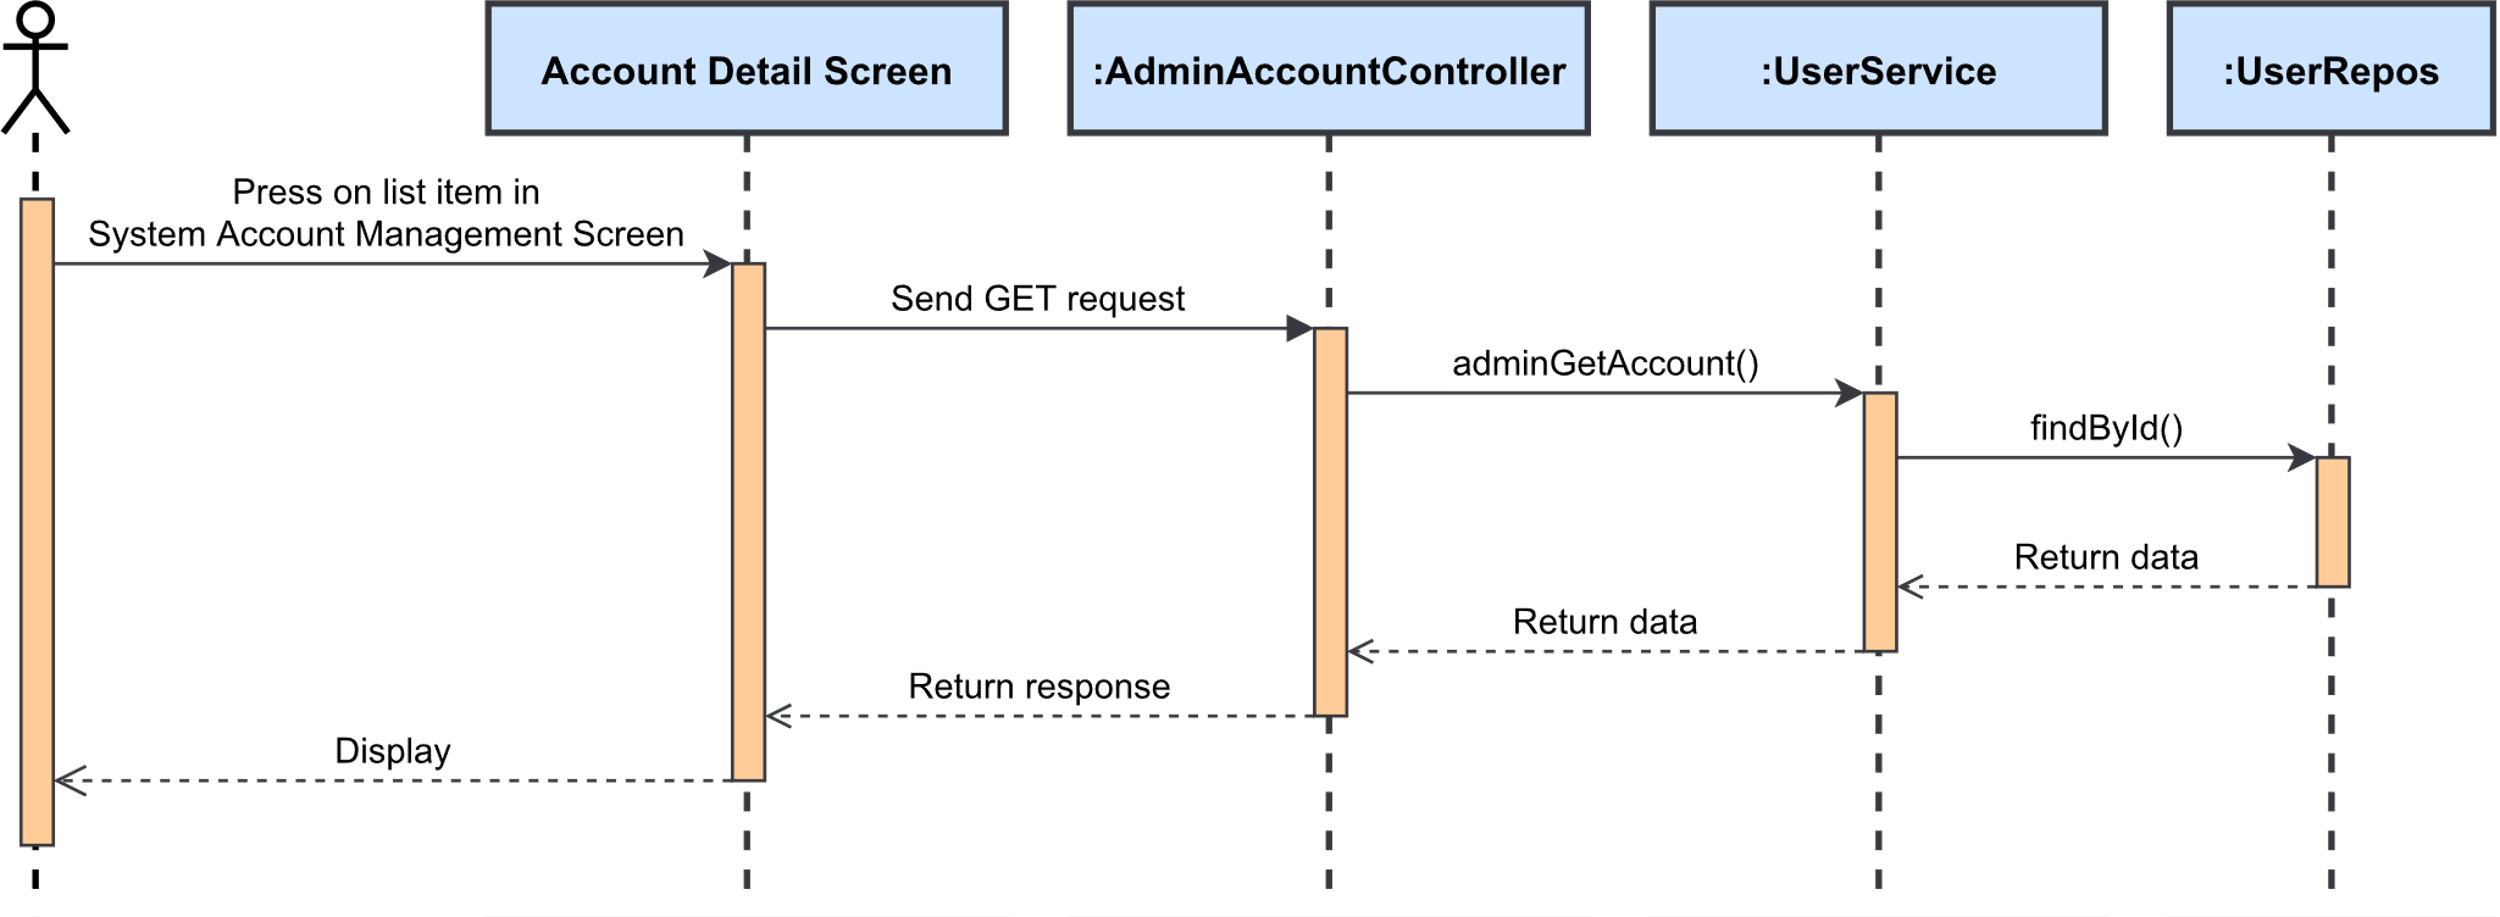 Account Detail Screen
:AdminAccountController
:UserService
:UserRepos
Press on list item in
System Account Management Screen
Send GET request
adminGetAccount()
findById()
Return data
Return data
Return response
Display